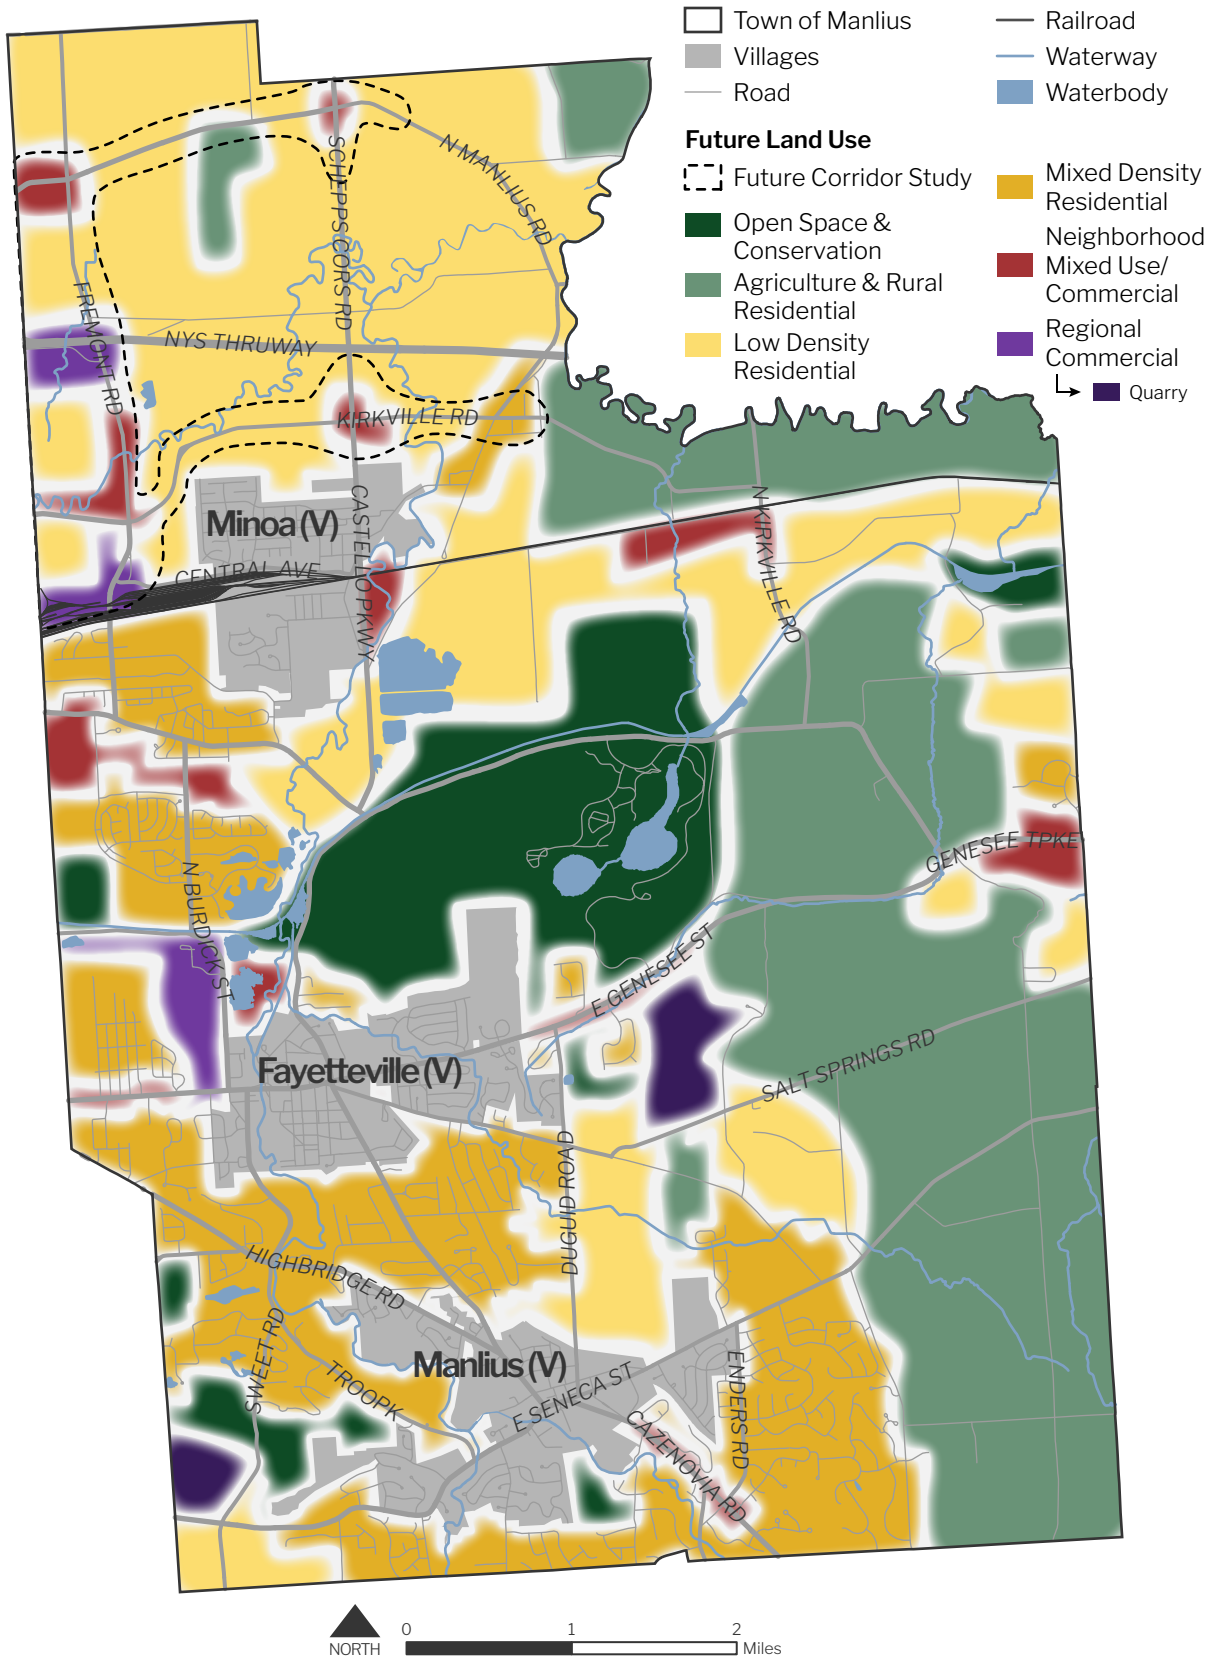 Town of Manlius
Villages
Road
Railroad
Waterway
Waterbody
Future Land Use
Future Corridor Study
Open Space &
Conservation
Agriculture & Rural
Residential
Low Density
Residential
Mixed Density
Residential
Neighborhood
Mixed Use/
Commercial
Regional
Commercial
Quarry
N MANLIUS RD
SCHEPPS CORS RD
FREMONT RD
NYS THRUWAY
KIRKVILLE RD
Minoa (V)
CASTELLO PKWY
N KIRKVILLE RD
CENTRAL AVE
GENESEE TPKE
N BURDICK ST
E GENESEE ST
SALT SPRINGS RD
Fayetteville (V)
DUGUID ROAD
HIGHBRIDGE RD
SWEET RD
TROOP K
Manlius (V)
E SENECA ST
ENDERS RD
CAZENOVIA RD
NORTH
0 1 2
Miles